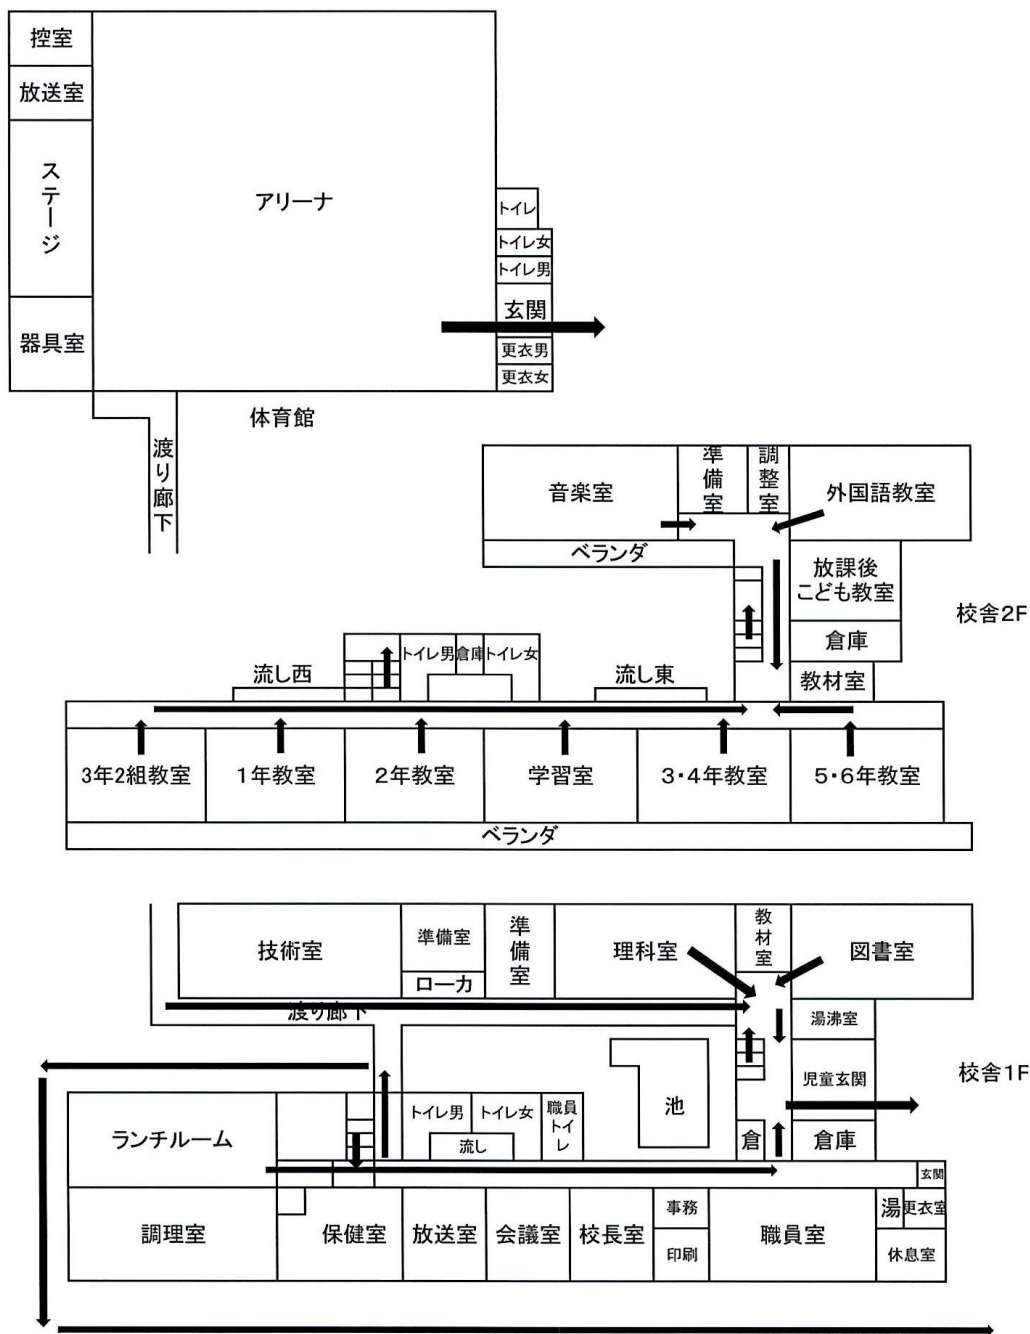 控室
放送室
ステージ
アリーナ
器具室
トイレ
トイレ女
トイレ男
玄関
更衣男
更衣女
体育館
渡り廊下
音楽室
準備室
調整室
外国語教室
ベランダ
放課後
こども教室
倉庫
教材室
校舎2F
流し西
トイレ男
倉庫
トイレ女
流し東
3年2組教室
1年教室
2年教室
学習室
3・4年教室
5・6年教室
ベランダ
技術室
準備室
ローカ
準備室
理科室
教材室
図書室
渡り廊下
湯沸室
児童玄関
倉庫
校舎1F
池
倉
ランチルーム
トイレ男
トイレ女
流し
職員
トイレ
玄関
調理室
保健室
放送室
会議室
校長室
事務
印刷
職員室
湯
更衣室
休息室